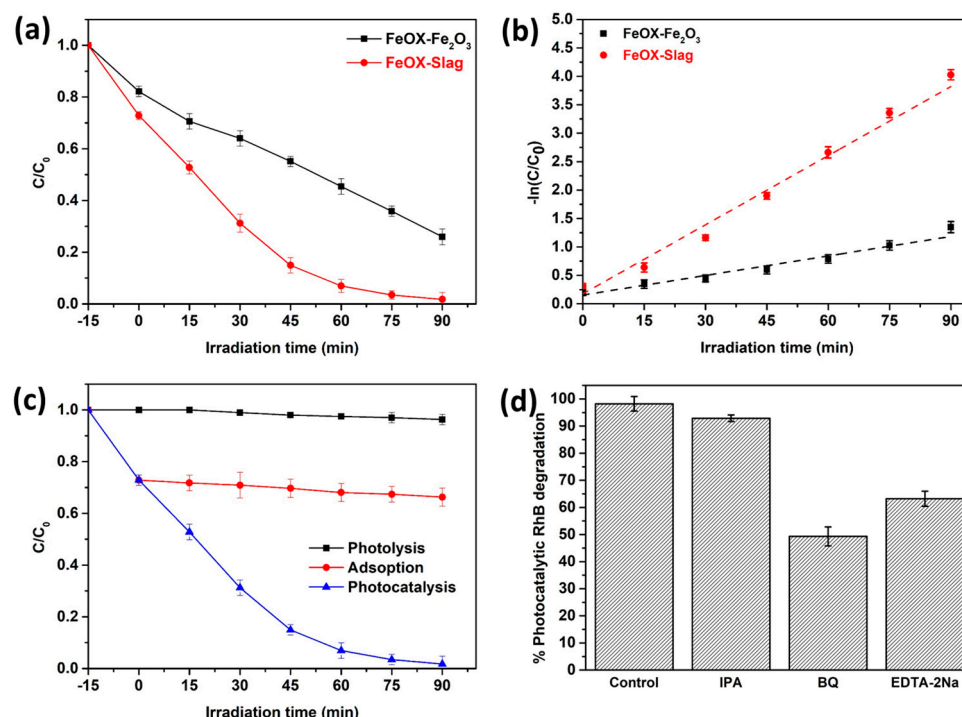 (a)
FeOX-Fe₂O₃
FeOX-Slag
C/C₀
1.0
0.8
0.6
0.4
0.2
0.0
-15 0 15 30 45 60 75 90
Irradiation time (min)
(b)
FeOX-Fe₂O₃
FeOX-Slag
-ln(C/C₀)
5.0
4.5
4.0
3.5
3.0
2.5
2.0
1.5
1.0
0.5
0.0
0 15 30 45 60 75 90
Irradiation time (min)
(c)
C/C₀
1.0
0.8
0.6
0.4
0.2
0.0
Photolysis
Adsoption
Photocatalysis
-15 0 15 30 45 60 75 90
Irradiation time (min)
(d)
% Photocatalytic RhB degradation
100
90
80
70
60
50
40
30
20
10
0
Control IPA BQ EDTA-2Na